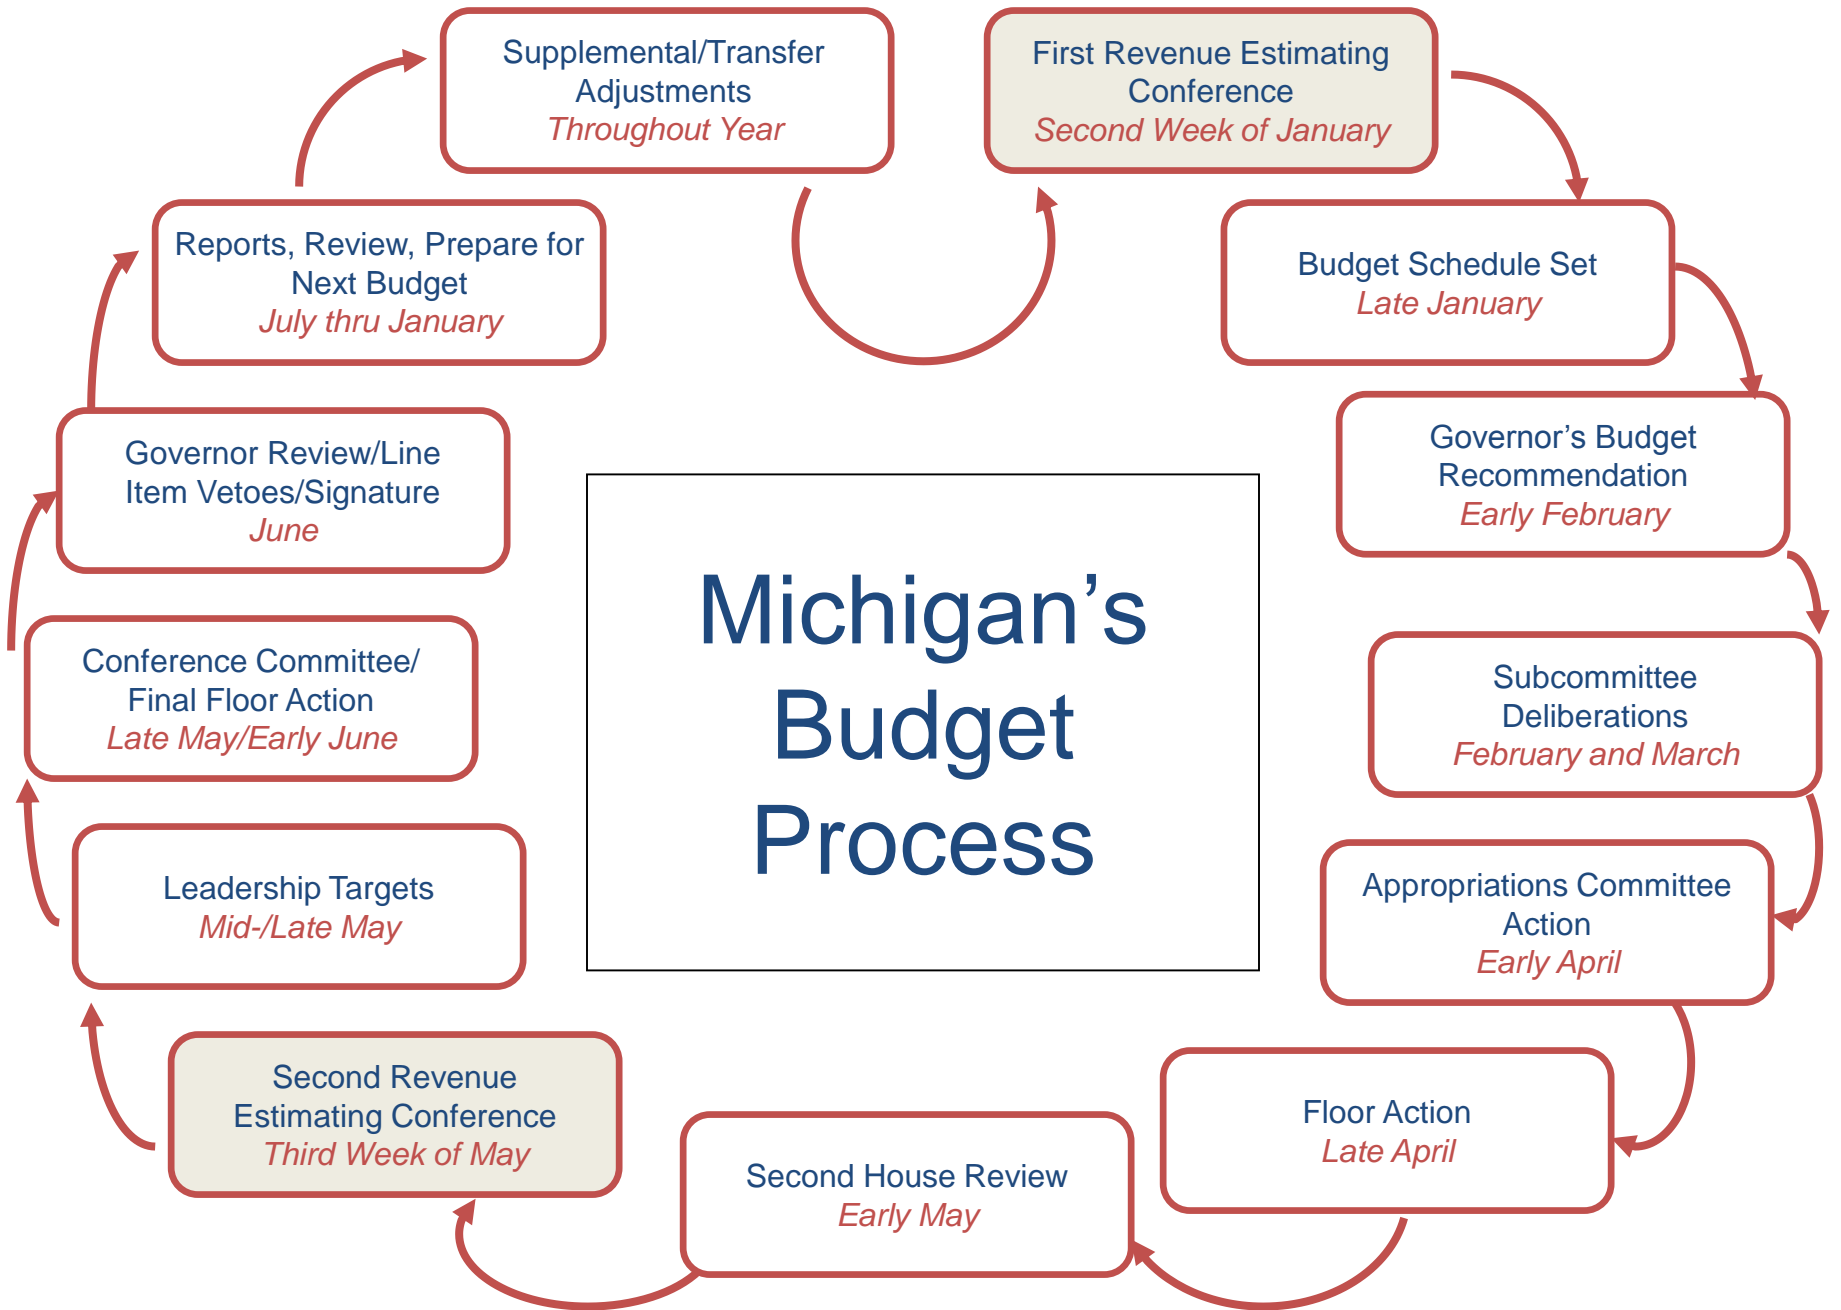 Supplemental/Transfer
Adjustments
Throughout Year
First Revenue Estimating
Conference
Second Week of January
Budget Schedule Set
Late January
Governor’s Budget
Recommendation
Early February
Subcommittee
Deliberations
February and March
Appropriations Committee
Action
Early April
Floor Action
Late April
Second House Review
Early May
Second Revenue
Estimating Conference
Third Week of May
Leadership Targets
Mid-/Late May
Conference Committee/
Final Floor Action
Late May/Early June
Governor Review/Line
Item Vetoes/Signature
June
Reports, Review, Prepare for
Next Budget
July thru January
Michigan’s
Budget
Process